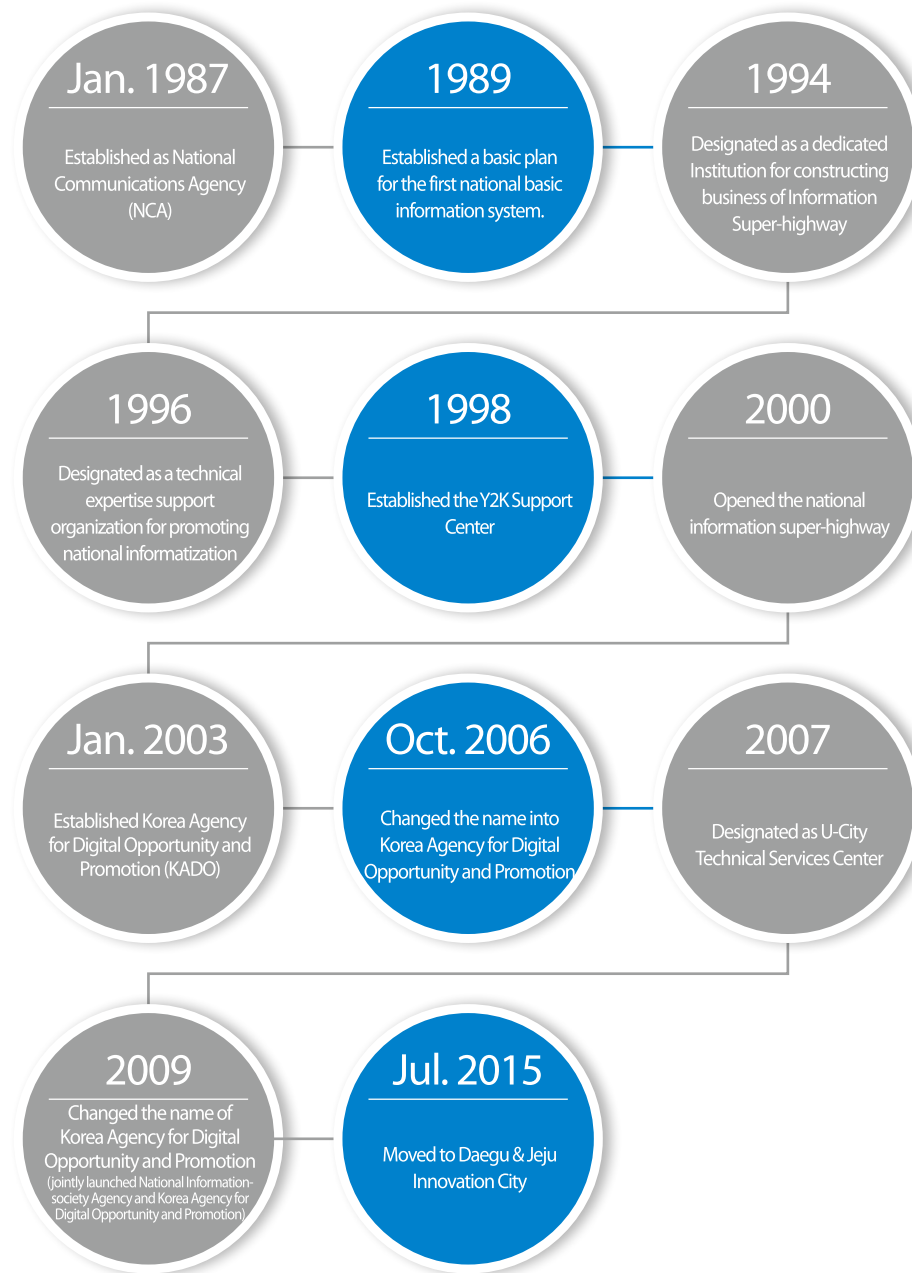 Jan. 1987
Established as National
Communications Agency
(NCA)
1989
Established a basic plan
for the first national basic
information system.
1994
Designated as a dedicated
Institution for constructing
business of Information
Super-highway
1996
Designated as a technical
expertise support
organization for promoting
national informatization
1998
Established the Y2K Support
Center
2000
Opened the national
information super-highway
Jan. 2003
Established Korea Agency
for Digital Opportunity and
Promotion (KADO)
Oct. 2006
Changed the name into
Korea Agency for Digital
Opportunity and Promotion
2007
Designated as U-City
Technical Services Center
2009
Changed the name of
Korea Agency for Digital
Opportunity and Promotion
(jointly launched National Information-
society Agency and Korea Agency for
Digital Opportunity and Promotion)
Jul. 2015
Moved to Daegu & Jeju
Innovation City